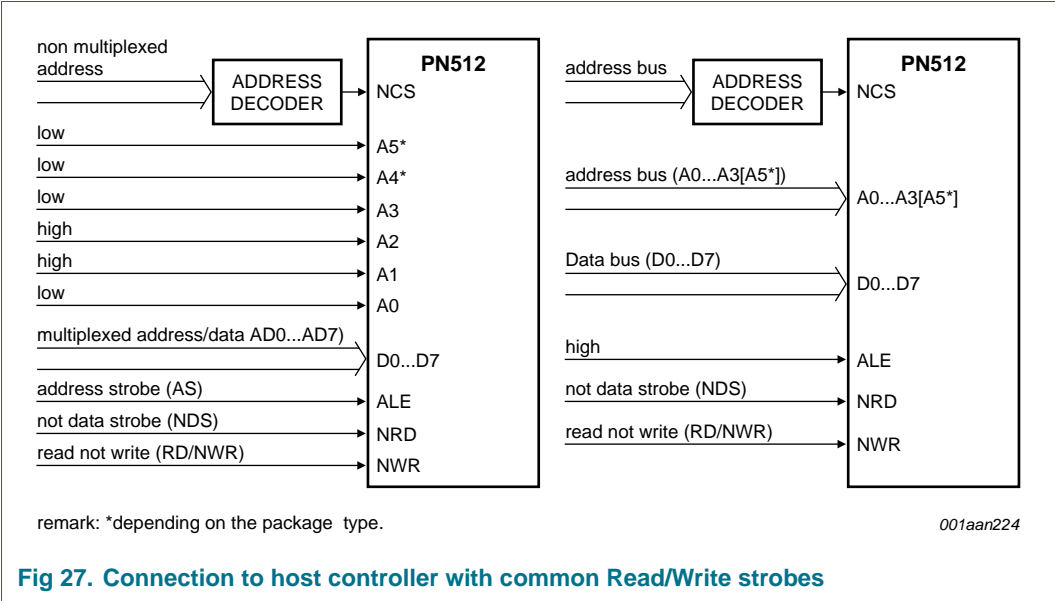 non multiplexed
address
ADDRESS
DECODER
PN512
NCS
low
A5*
low
A4*
low
A3
high
A2
high
A1
low
A0
multiplexed address/data AD0...AD7)
D0...D7
address strobe (AS)
ALE
not data strobe (NDS)
NRD
read not write (RD/NWR)
NWR
address bus
ADDRESS
DECODER
PN512
NCS
address bus (A0...A3[A5*])
A0...A3[A5*]
Data bus (D0...D7)
D0...D7
high
ALE
not data strobe (NDS)
NRD
read not write (RD/NWR)
NWR
remark: *depending on the package type.
001aan224
Fig 27. Connection to host controller with common Read/Write strobes